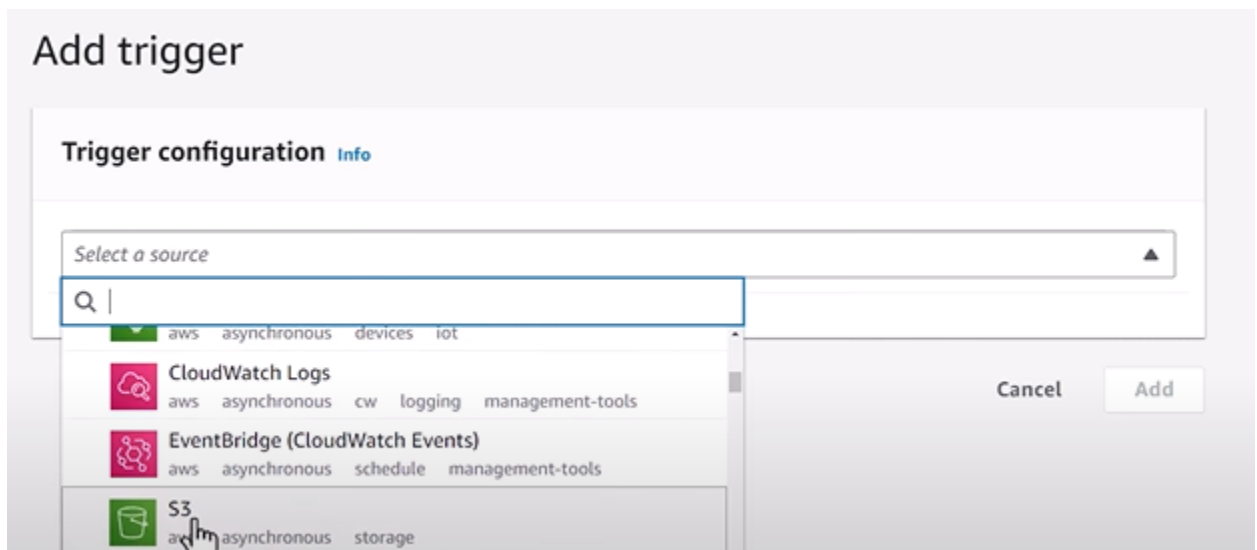 Add trigger
Trigger configuration Info
Select a source
aws asynchronous devices iot
CloudWatch Logs
aws asynchronous cw logging management-tools
Cancel Add
EventBridge (CloudWatch Events)
aws asynchronous schedule management-tools
S3
asynchronous storage